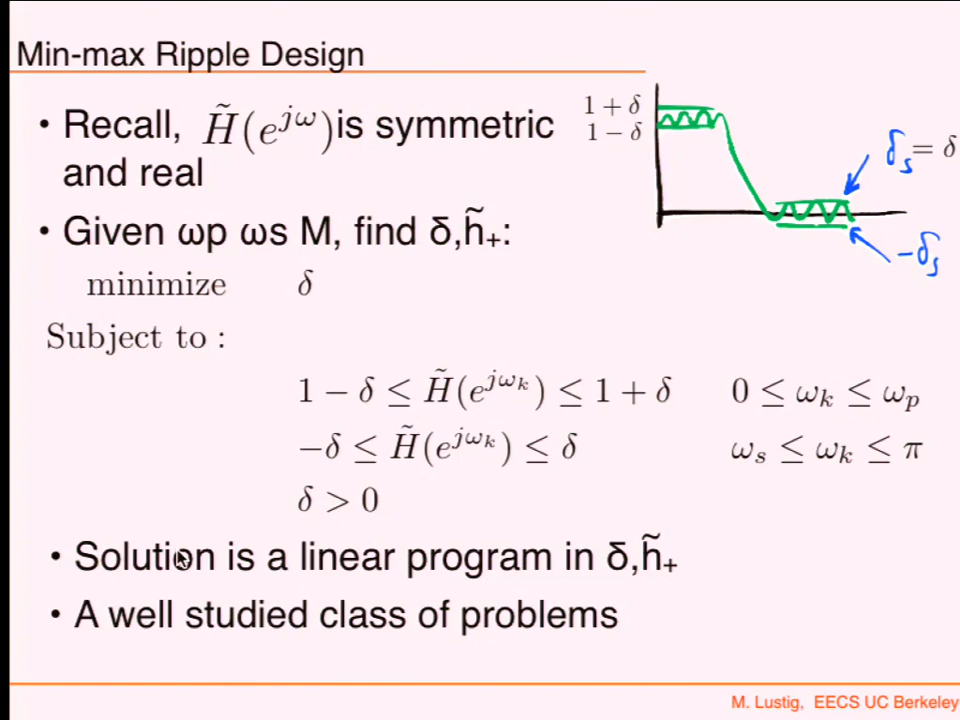 Min-max Ripple Design
• Recall, H̃(e^{jω}) is symmetric
and real
1 + δ
1 − δ
δs = δ
−δs
• Given ωp ωs M, find δ,h̃+:
minimize δ
Subject to :
1 − δ ≤ H̃(e^{jω_k}) ≤ 1 + δ 0 ≤ ω_k ≤ ω_p
−δ ≤ H̃(e^{jω_k}) ≤ δ ω_s ≤ ω_k ≤ π
δ > 0
• Solution is a linear program in δ,h̃+
• A well studied class of problems
M. Lustig, EECS UC Berkeley